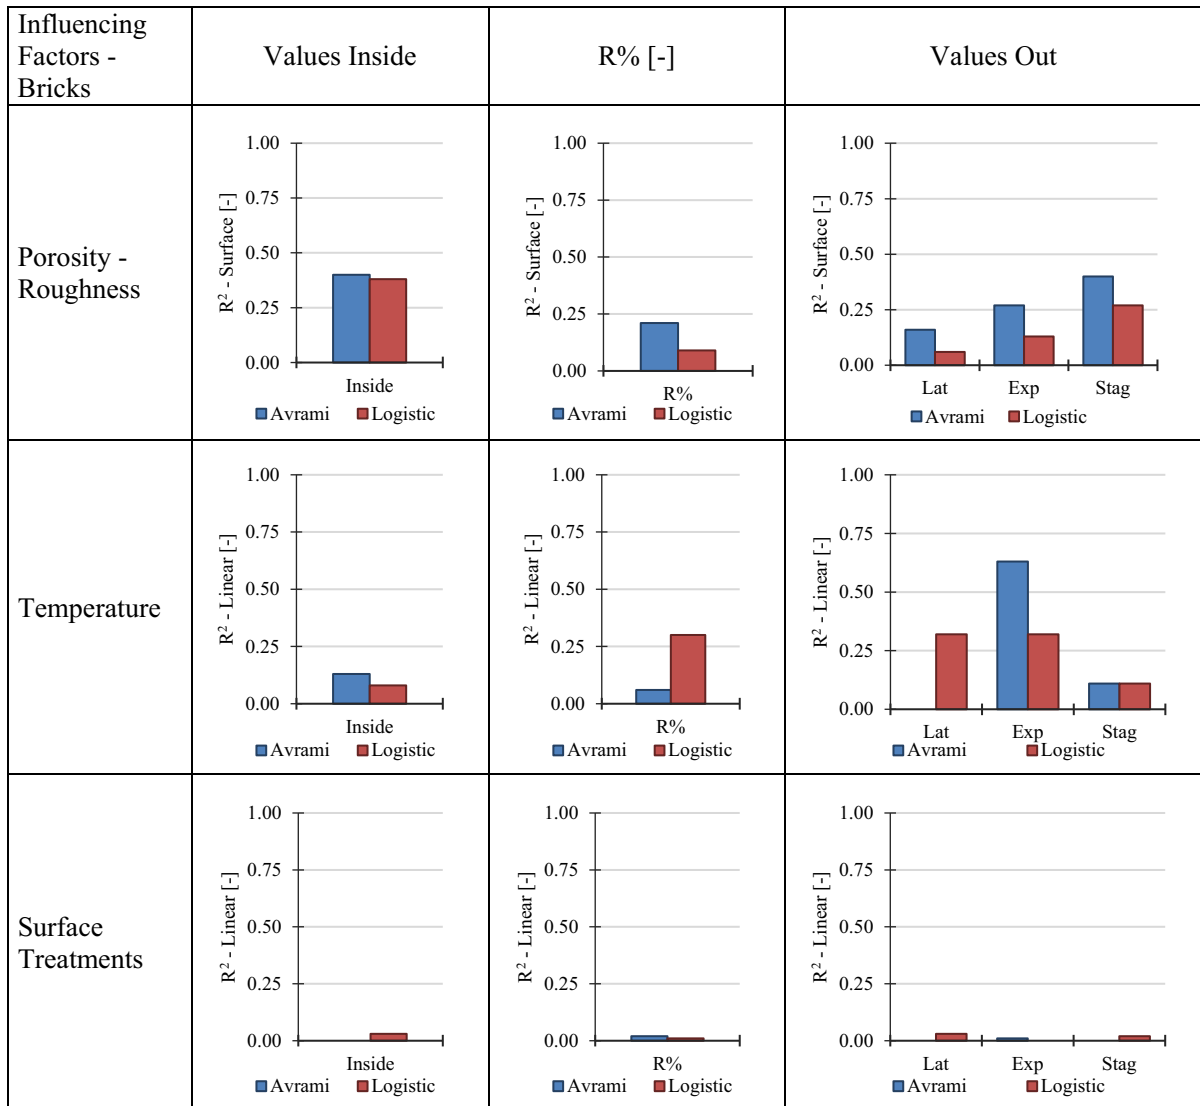 Influencing
Factors -
Bricks
Values Inside
R% [-]
Values Out
Porosity -
Roughness
R² - Surface [-]
1.00
0.75
0.50
0.25
0.00
Inside
Avrami Logistic
R² - Surface [-]
1.00
0.75
0.50
0.25
0.00
R%
Avrami Logistic
R² - Surface [-]
1.00
0.75
0.50
0.25
0.00
Lat Exp Stag
Avrami Logistic
Temperature
R² - Linear [-]
1.00
0.75
0.50
0.25
0.00
Inside
Avrami Logistic
R² - Linear [-]
1.00
0.75
0.50
0.25
0.00
R%
Avrami Logistic
R² - Linear [-]
1.00
0.75
0.50
0.25
0.00
Lat Exp Stag
Avrami Logistic
Surface
Treatments
R² - Linear [-]
1.00
0.75
0.50
0.25
0.00
Inside
Avrami Logistic
R² - Linear [-]
1.00
0.75
0.50
0.25
0.00
R%
Avrami Logistic
R² - Linear [-]
1.00
0.75
0.50
0.25
0.00
Lat Exp Stag
Avrami Logistic